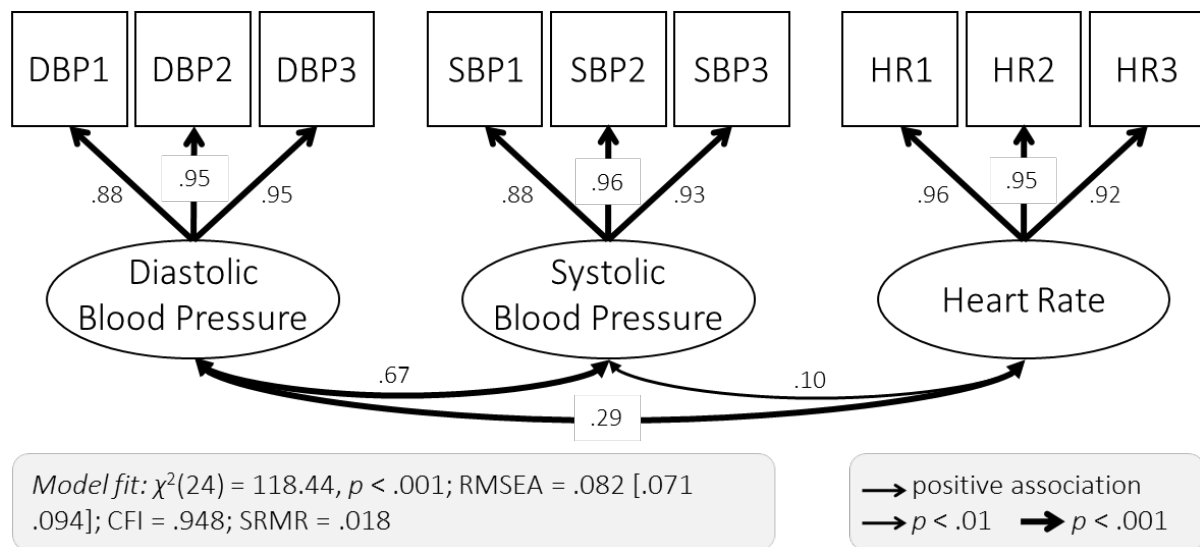 DBP1 DBP2 DBP3 SBP1 SBP2 SBP3 HR1 HR2 HR3
.88 .95 .95 .88 .96 .93 .96 .95 .92
Diastolic
Blood Pressure
Systolic
Blood Pressure
Heart Rate
.67
.10
.29
Model fit: χ²(24) = 118.44, p < .001; RMSEA = .082 [.071
.094]; CFI = .948; SRMR = .018
positive association
p < .01 p < .001